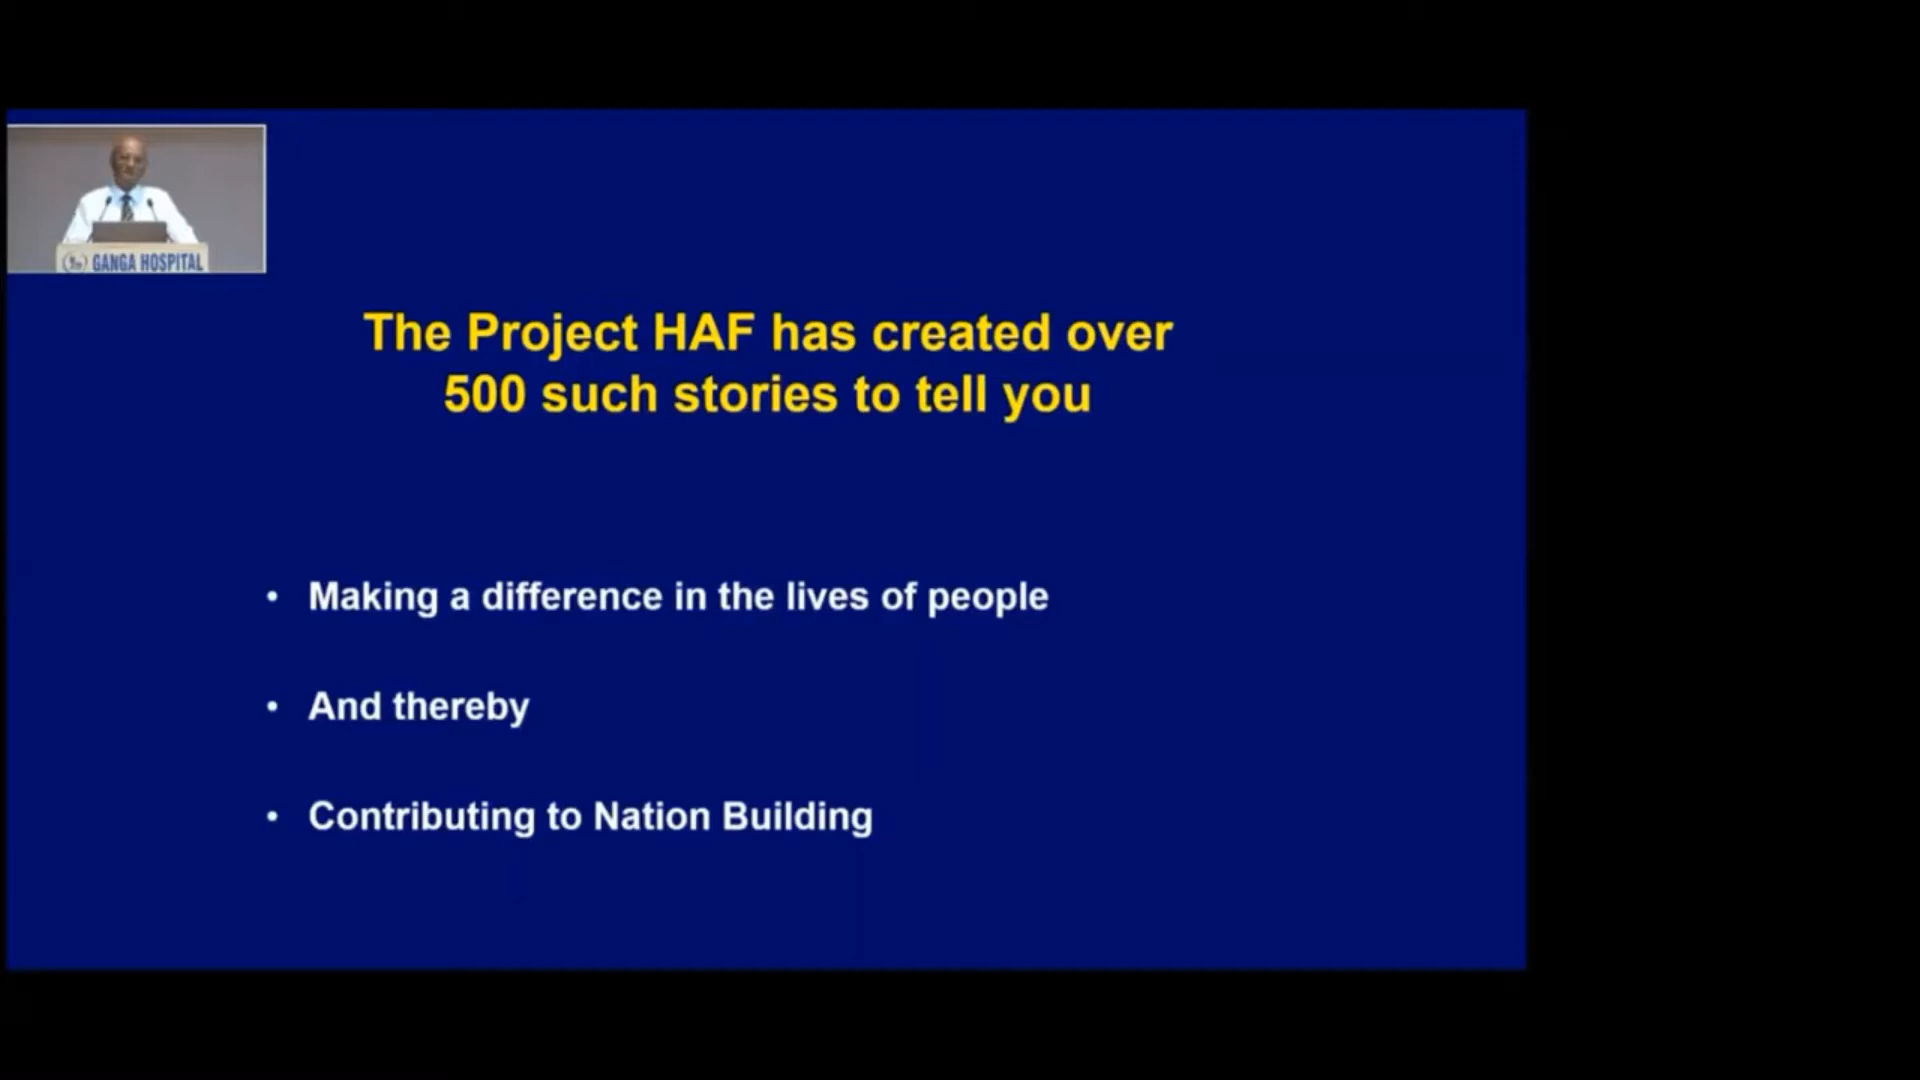 GANGA HOSPITAL
The Project HAF has created over
500 such stories to tell you
• Making a difference in the lives of people
• And thereby
• Contributing to Nation Building